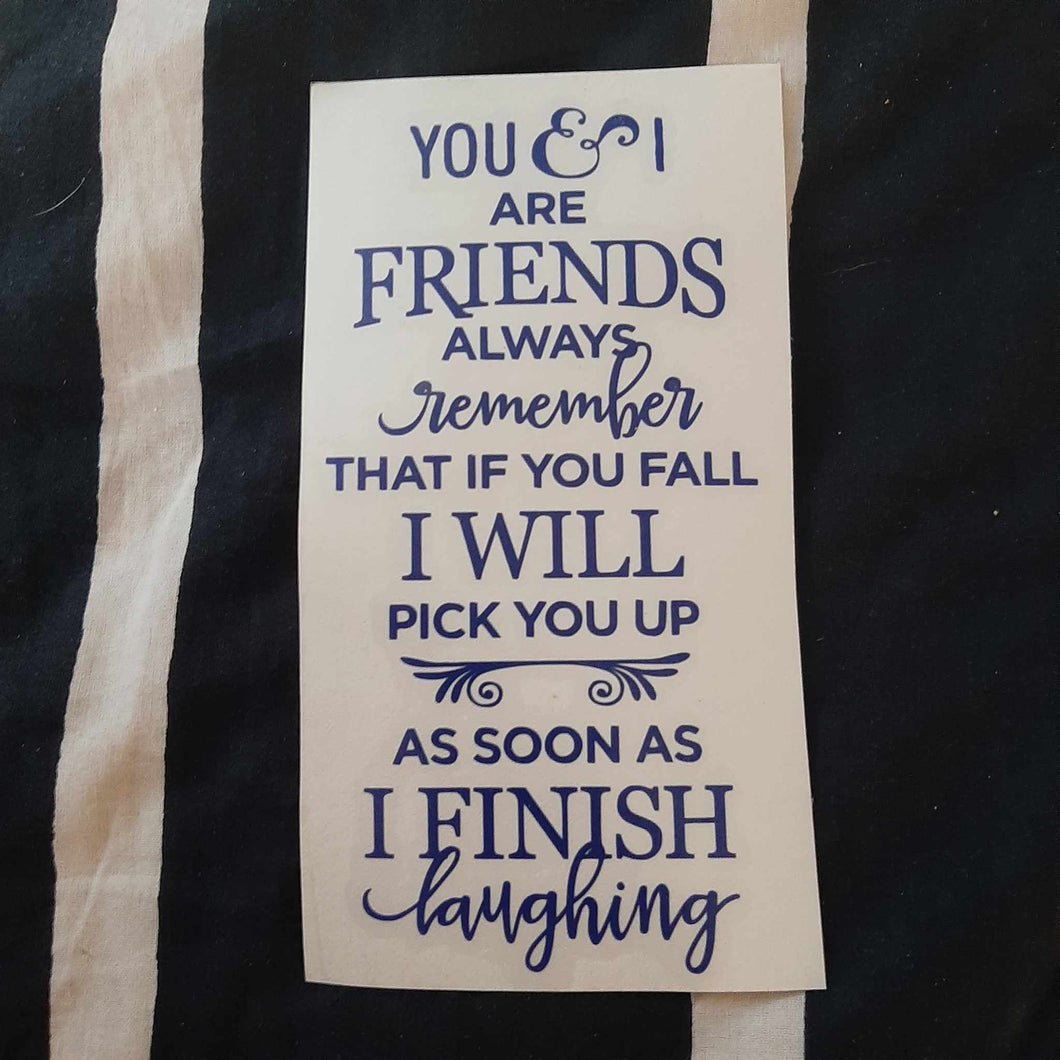 YOU & I
ARE
FRIENDS
ALWAYS
remember
THAT IF YOU FALL
I WILL
PICK YOU UP
AS SOON AS
I FINISH
laughing